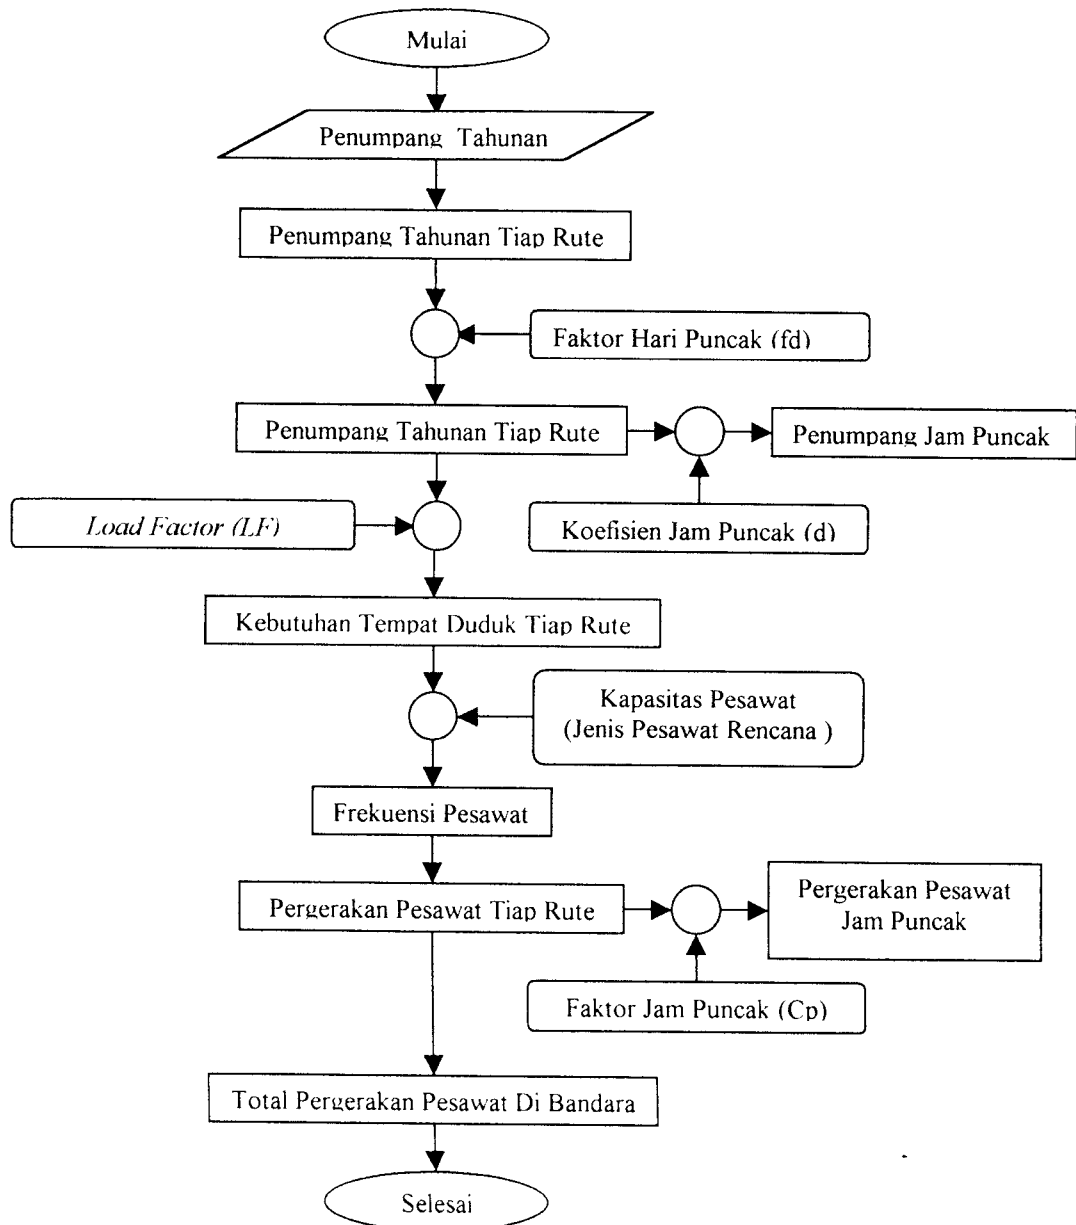 Mulai
Penumpang Tahunan
Penumpang Tahunan Tiap Rute
Faktor Hari Puncak (fd)
Penumpang Tahunan Tiap Rute
Penumpang Jam Puncak
Load Factor (LF)
Koefisien Jam Puncak (d)
Kebutuhan Tempat Duduk Tiap Rute
Kapasitas Pesawat
(Jenis Pesawat Rencana )
Frekuensi Pesawat
Pergerakan Pesawat Tiap Rute
Pergerakan Pesawat
Jam Puncak
Faktor Jam Puncak (Cp)
Total Pergerakan Pesawat Di Bandara
Selesai